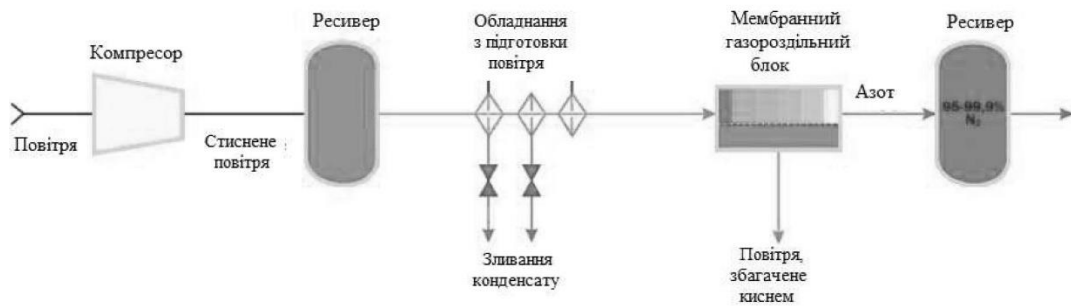 Повітря
Компресор
Стиснене
повітря
Ресивер
Обладнання
з підготовки
повітря
Зливання
конденсату
Мембранний
газороздільний
блок
Повітря,
збагачене
киснем
Азот
Ресивер
95-99,9%
N₂